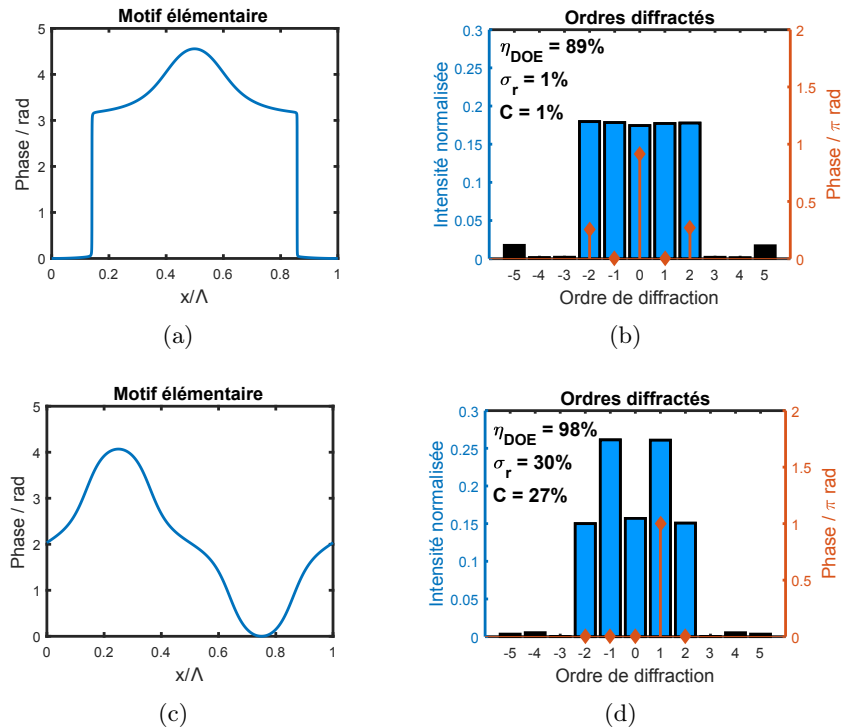 Motif élémentaire
Phase / rad
5
4
3
2
1
0
0 0.2 0.4 0.6 0.8 1
x/Λ
(a)
Ordres diffractés
Intensité normalisée
0.3
0.25
0.2
0.15
0.1
0.05
0
η_DOE = 89%
σ_r = 1%
C = 1%
2
1.5
1
0.5
0
Phase / π rad
-5 -4 -3 -2 -1 0 1 2 3 4 5
Ordre de diffraction
(b)
Motif élémentaire
Phase / rad
5
4
3
2
1
0
0 0.2 0.4 0.6 0.8 1
x/Λ
(c)
Ordres diffractés
Intensité normalisée
0.3
0.25
0.2
0.15
0.1
0.05
0
η_DOE = 98%
σ_r = 30%
C = 27%
2
1.5
1
0.5
0
Phase / π rad
-5 -4 -3 -2 -1 0 1 2 3 4 5
Ordre de diffraction
(d)